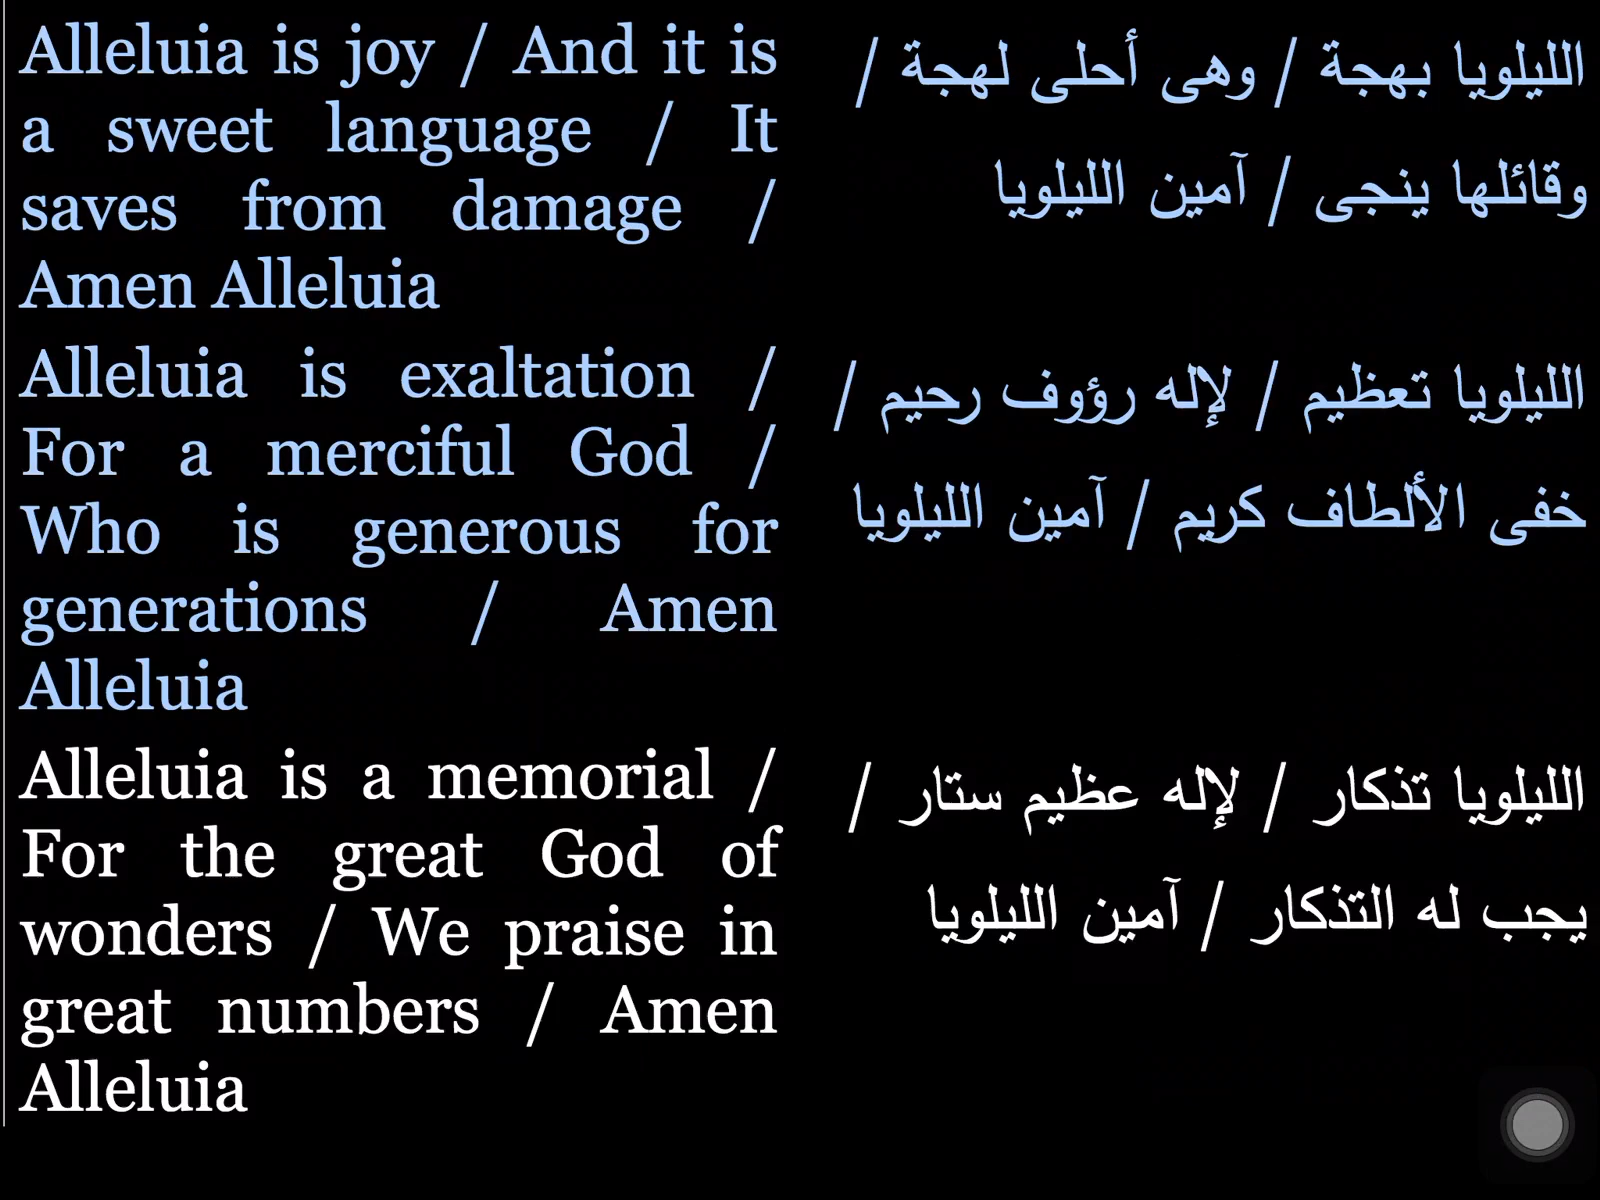 Alleluia is joy / And it is
a sweet language / It
saves from damage /
Amen Alleluia
الليلويا بهجة / وهى أحلى لهجة /
وقائلها ينجى / آمين الليلويا
Alleluia is exaltation /
For a merciful God /
Who is generous for
generations / Amen
Alleluia
الليلويا تعظيم / لإله رؤوف رحيم /
خفى الألطاف كريم / آمين الليلويا
Alleluia is a memorial /
For the great God of
wonders / We praise in
great numbers / Amen
Alleluia
الليلويا تذكار / لإله عظيم ستار /
يجب له التذكار / آمين الليلويا